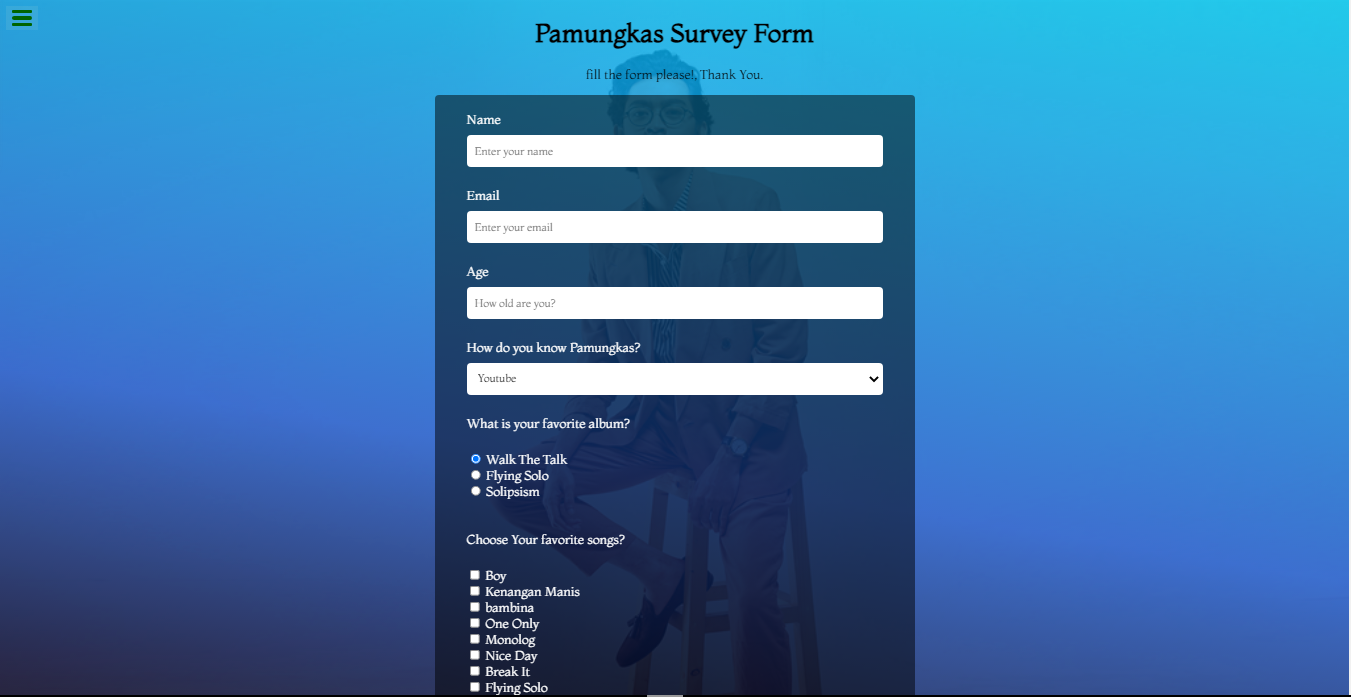 Pamungkas Survey Form
fill the form please!, Thank You.
Name
Enter your name
Email
Enter your email
Age
How old are you?
How do you know Pamungkas?
Youtube
What is your favorite album?
Walk The Talk
Flying Solo
Solipsism
Choose Your favorite songs?
Boy
Kenangan Manis
bambina
One Only
Monolog
Nice Day
Break It
Flying Solo